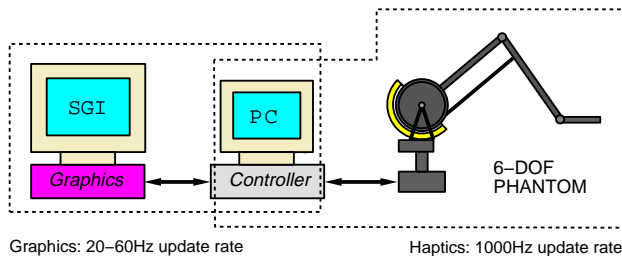 SGI
PC
Graphics
Controller
6−DOF
PHANTOM
Graphics: 20−60Hz update rate
Haptics: 1000Hz update rate